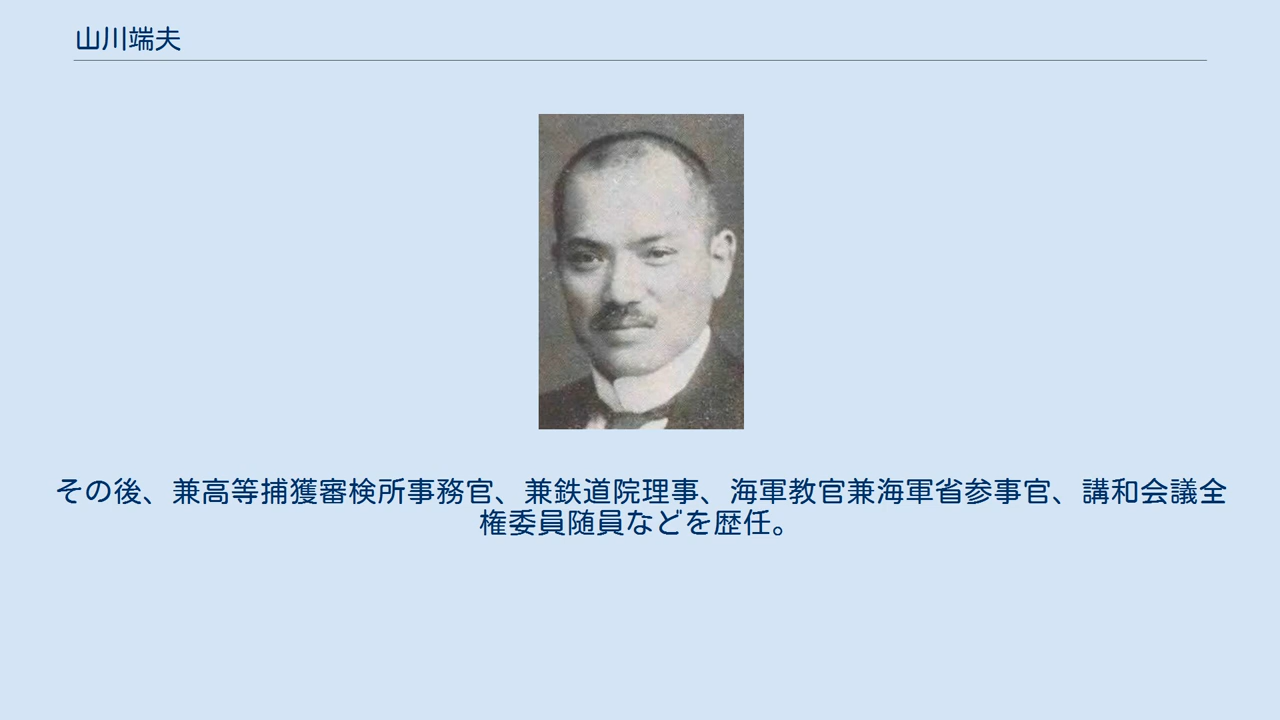 山川端夫
その後、兼高等捕獲審検所事務官、兼鉄道院理事、海軍教官兼海軍省参事官、講和会議全
権委員随員などを歴任。